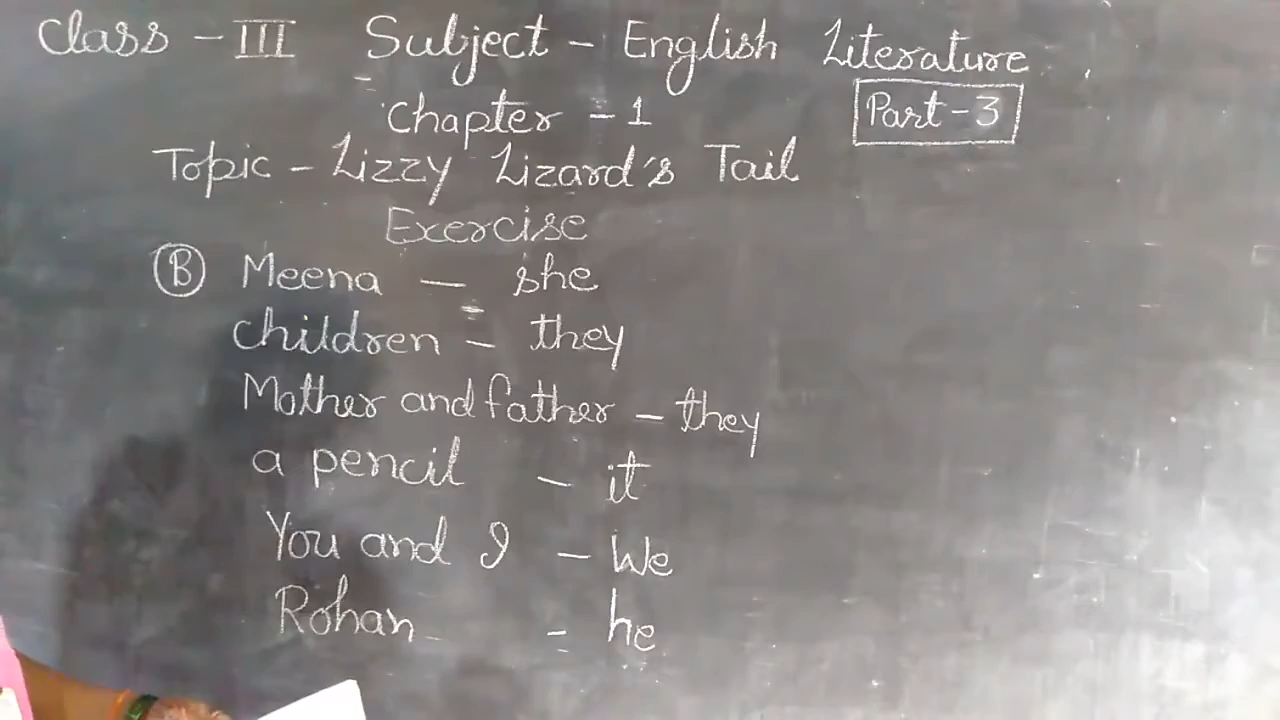 Class - III Subject - English Literature
Chapter - 1 Part-3
Topic - Lizzy Lizard's Tail
Exercise
B Meena - she
children - they
Mother and father - they
a pencil - it
You and I - We
Rohan - he